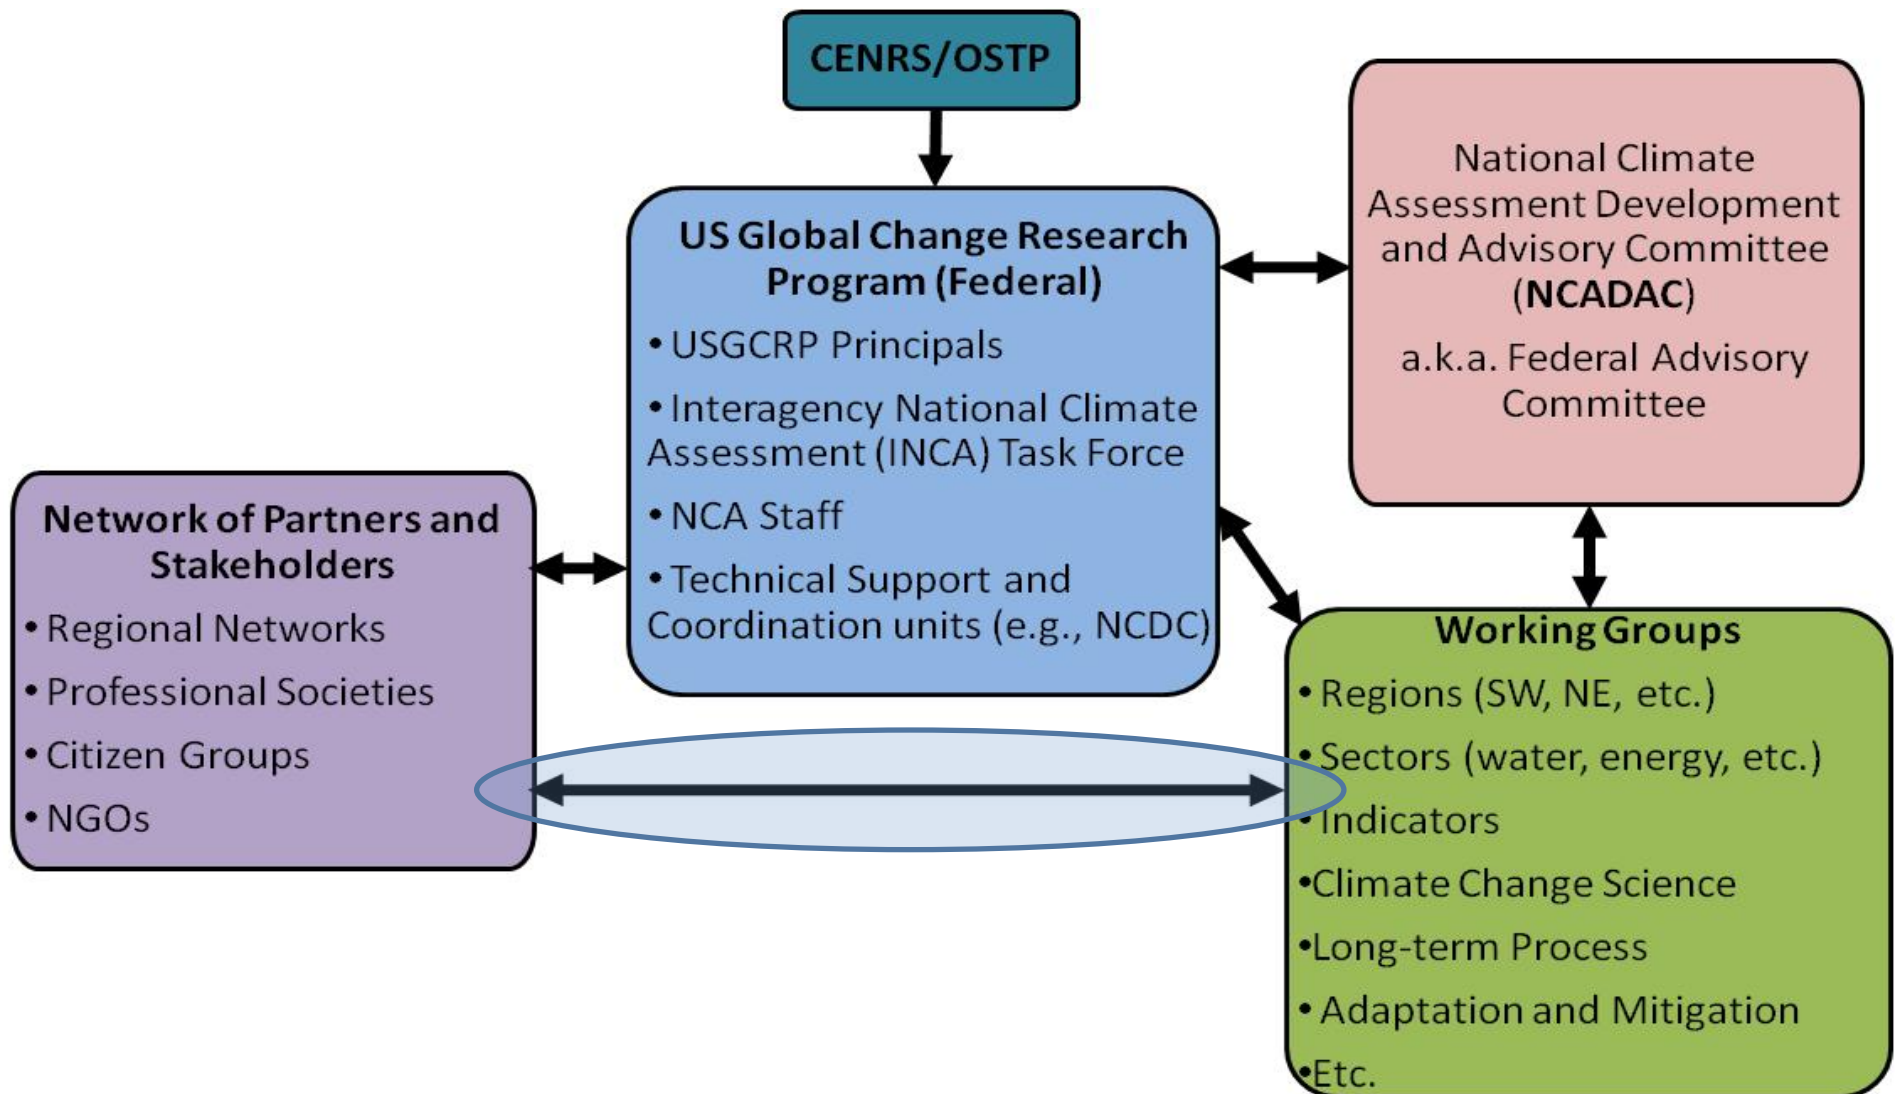 CENRS/OSTP
US Global Change Research
Program (Federal)
• USGCRP Principals
• Interagency National Climate
Assessment (INCA) Task Force
• NCA Staff
• Technical Support and
Coordination units (e.g., NCDC)
National Climate
Assessment Development
and Advisory Committee
(NCADAC)
a.k.a. Federal Advisory
Committee
Network of Partners and
Stakeholders
• Regional Networks
• Professional Societies
• Citizen Groups
• NGOs
Working Groups
• Regions (SW, NE, etc.)
• Sectors (water, energy, etc.)
• Indicators
•Climate Change Science
•Long-term Process
• Adaptation and Mitigation
•Etc.